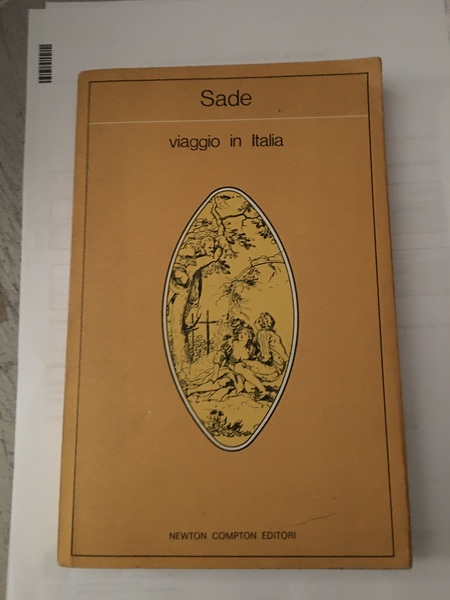 Sade
viaggio in Italia
NEWTON COMPTON EDITORI